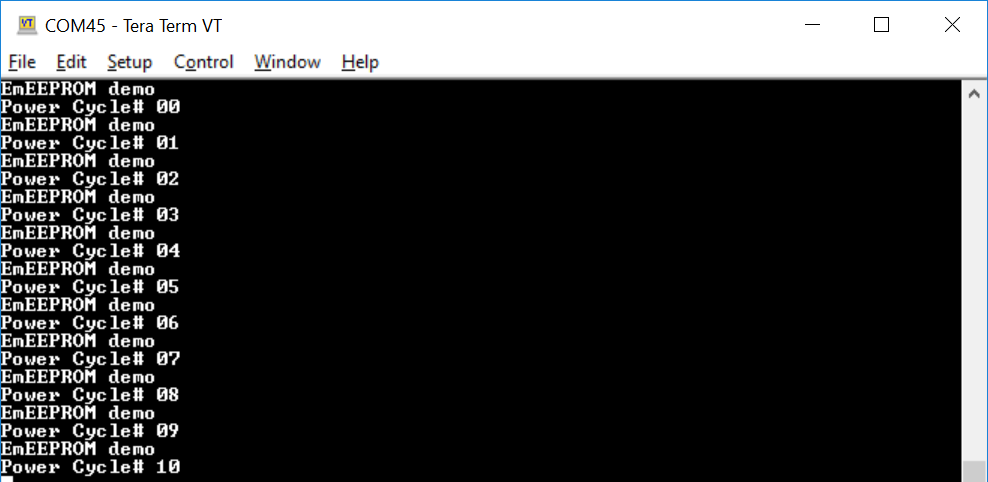 COM45 - Tera Term VT
File Edit Setup Control Window Help
EmEEPROM demo
Power Cycle# 00
EmEEPROM demo
Power Cycle# 01
EmEEPROM demo
Power Cycle# 02
EmEEPROM demo
Power Cycle# 03
EmEEPROM demo
Power Cycle# 04
EmEEPROM demo
Power Cycle# 05
EmEEPROM demo
Power Cycle# 06
EmEEPROM demo
Power Cycle# 07
EmEEPROM demo
Power Cycle# 08
EmEEPROM demo
Power Cycle# 09
EmEEPROM demo
Power Cycle# 10